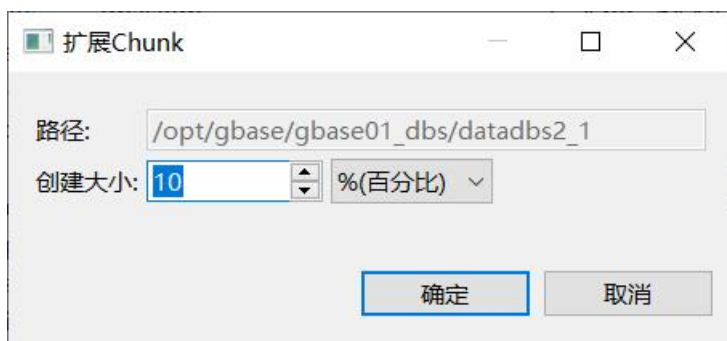 扩展Chunk
路径: /opt/gbase/gbase01_dbs/datadbs2_1
创建大小: 10 %(百分比)
确定 取消